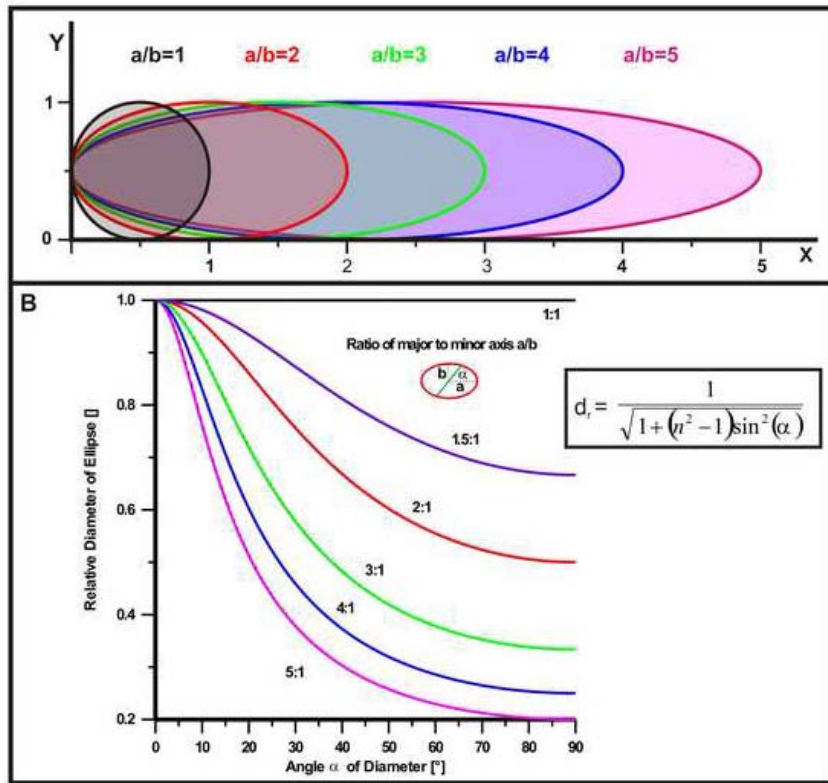 Y
a/b=1 a/b=2 a/b=3 a/b=4 a/b=5
1
0
1 2 3 4 5
X
B
1.0
0.8
0.6
0.4
0.2
Relative Diameter of Ellipse []
1:1
Ratio of major to minor axis a/b
b α
a
1.5:1
2:1
3:1
4:1
5:1
0 10 20 30 40 50 60 70 80 90
Angle α of Diameter [°]
dᵣ = 1 / √(1+(n²−1)sin²(α))